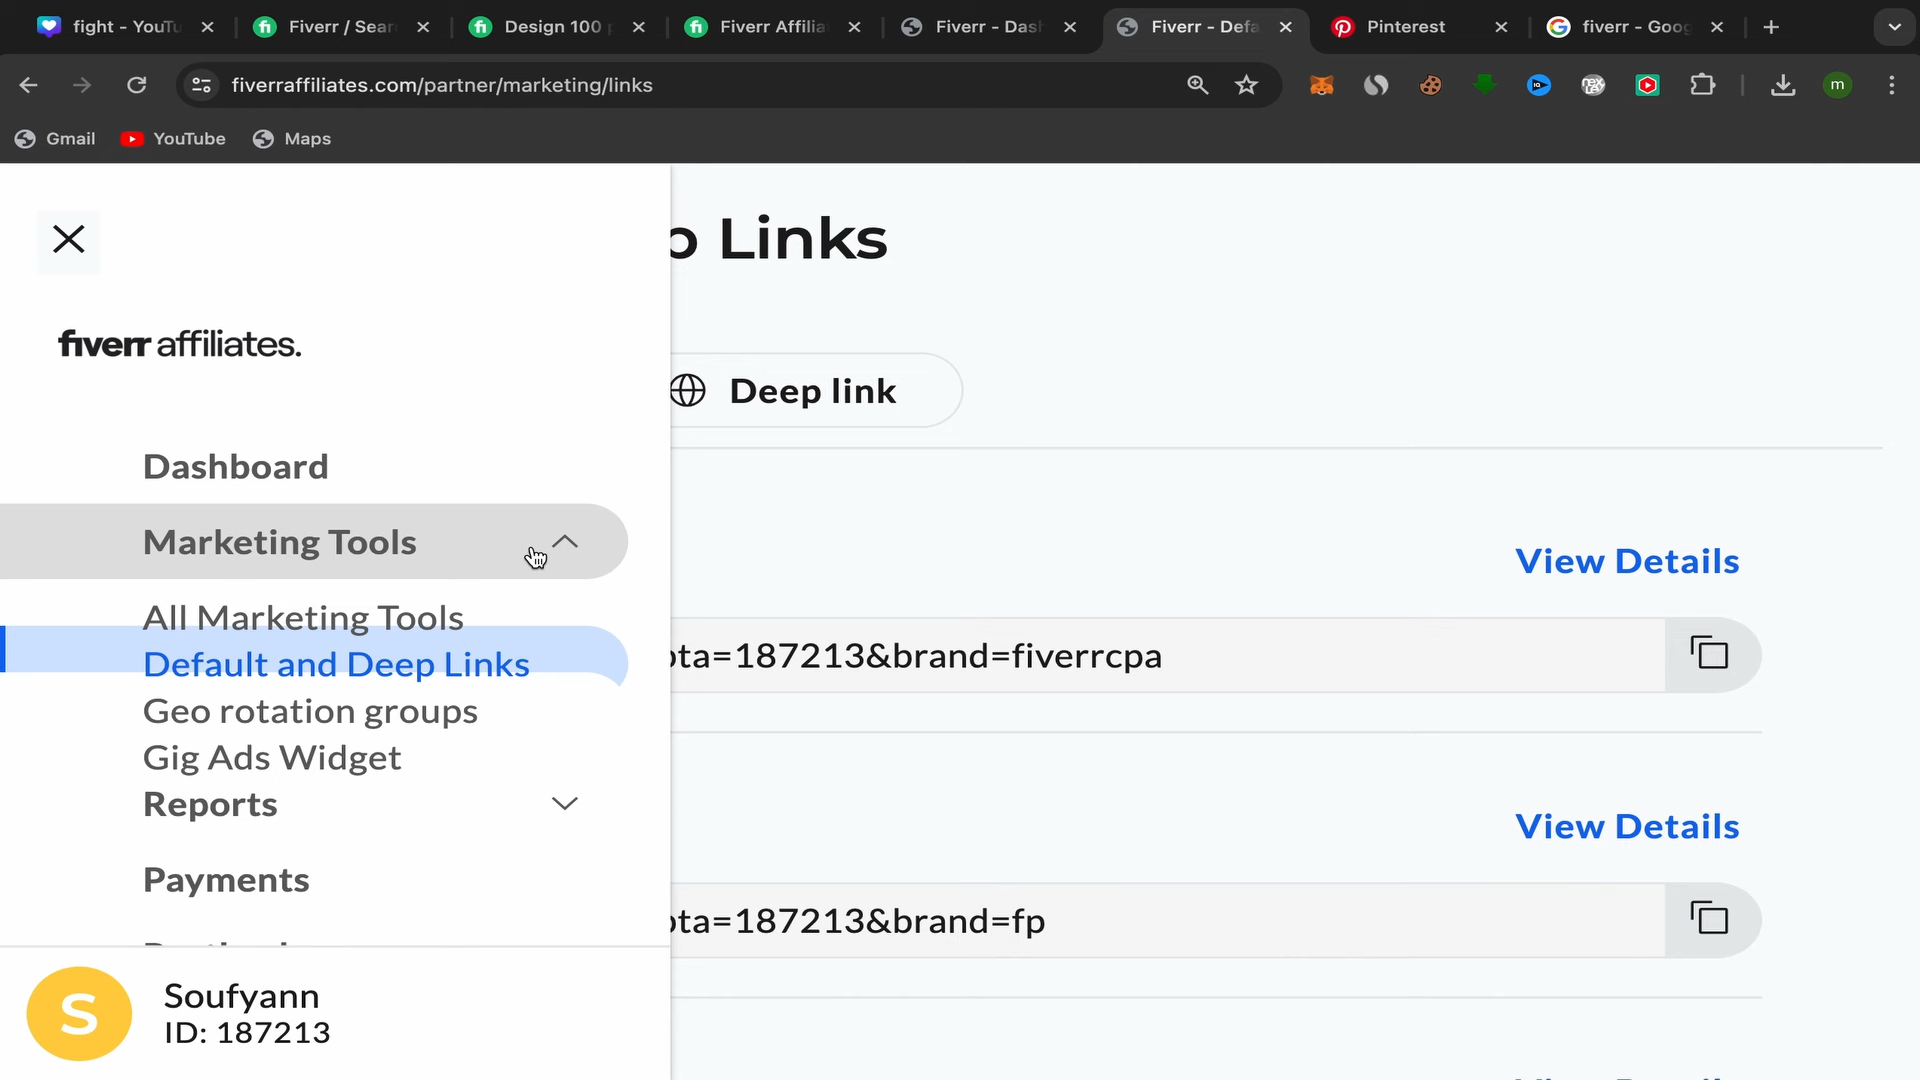 fight - YouTu
Fiverr / Sear
Design 100 p
Fiverr Affilia
Fiverr - Dash
Fiverr - Defa
Pinterest
fiverr - Goog
fiverraffiliates.com/partner/marketing/links
m
Gmail
YouTube
Maps
p Links
fiverr affiliates.
Deep link
Dashboard
Marketing Tools
All Marketing Tools
Default and Deep Links
Geo rotation groups
Gig Ads Widget
Reports
Payments
View Details
bta=187213&brand=fiverrcpa
View Details
bta=187213&brand=fp
S
Soufyann
ID: 187213